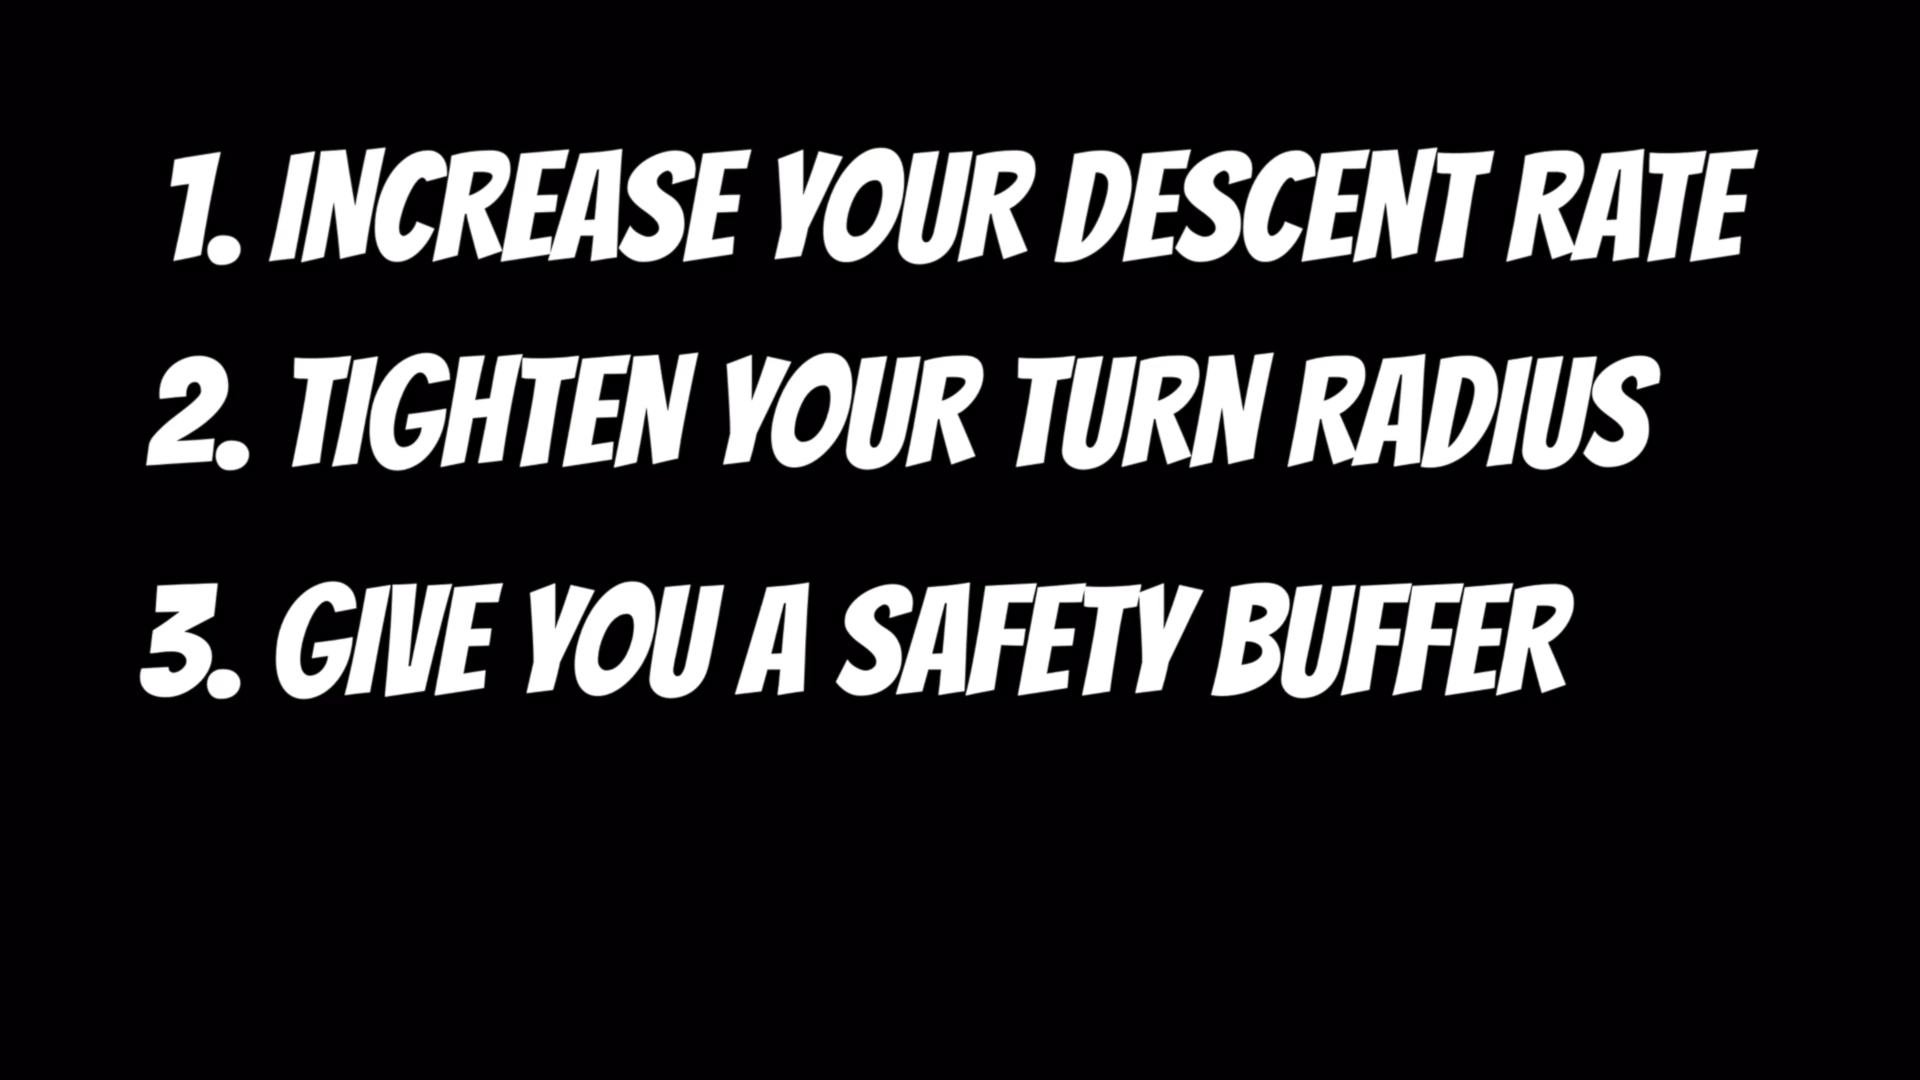 1. INCREASE YOUR DESCENT RATE
2. TIGHTEN YOUR TURN RADIUS
3. GIVE YOU A SAFETY BUFFER